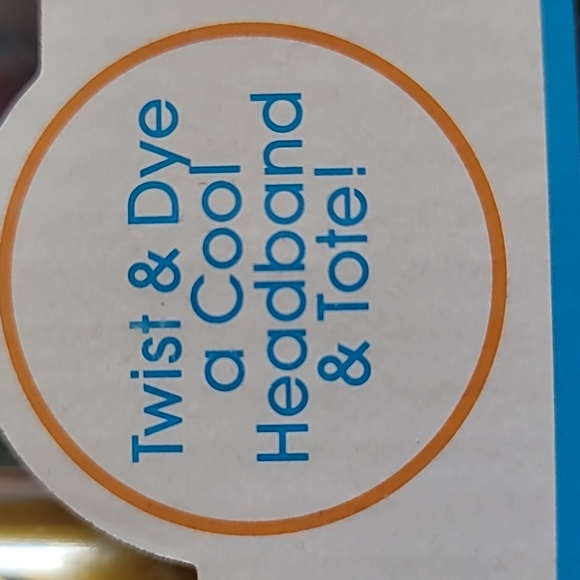 Twist & Dye
a Cool
Headband
& Tote!